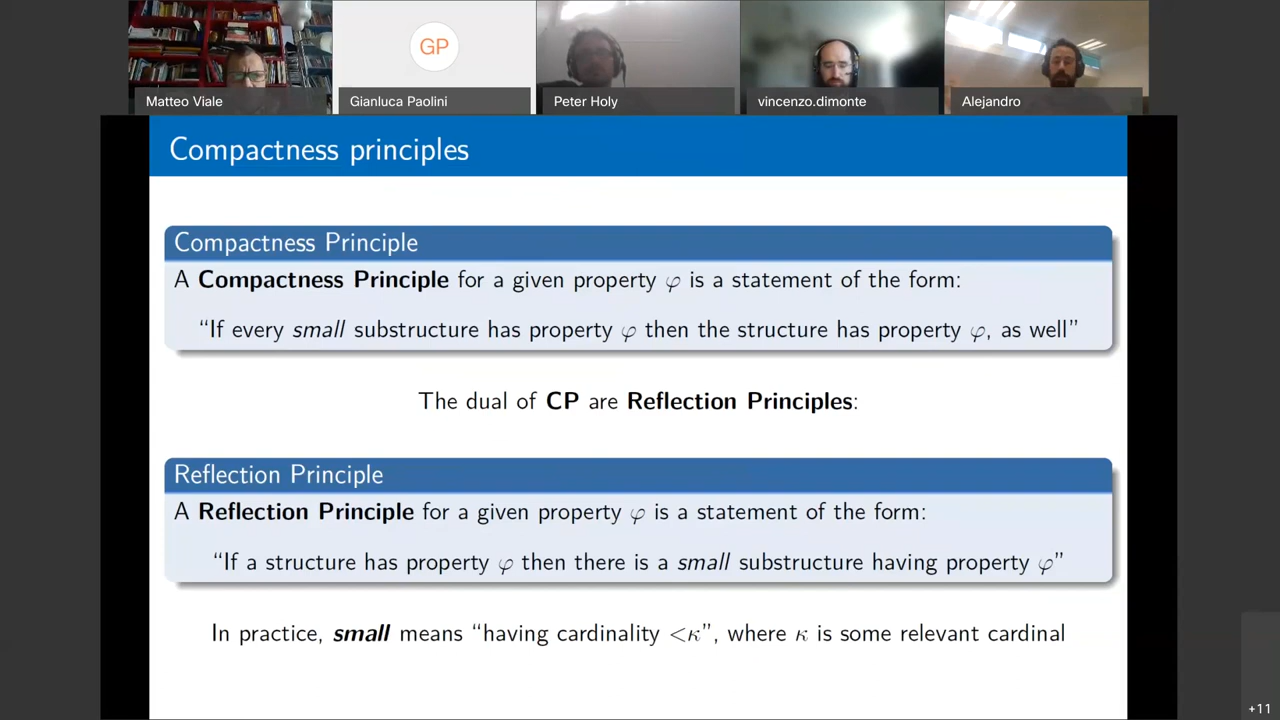 GP
Matteo Viale
Gianluca Paolini
Peter Holy
vincenzo.dimonte
Alejandro
Compactness principles
Compactness Principle
A Compactness Principle for a given property φ is a statement of the form:
“If every small substructure has property φ then the structure has property φ, as well”
The dual of CP are Reflection Principles:
Reflection Principle
A Reflection Principle for a given property φ is a statement of the form:
“If a structure has property φ then there is a small substructure having property φ”
In practice, small means “having cardinality <κ”, where κ is some relevant cardinal
+11